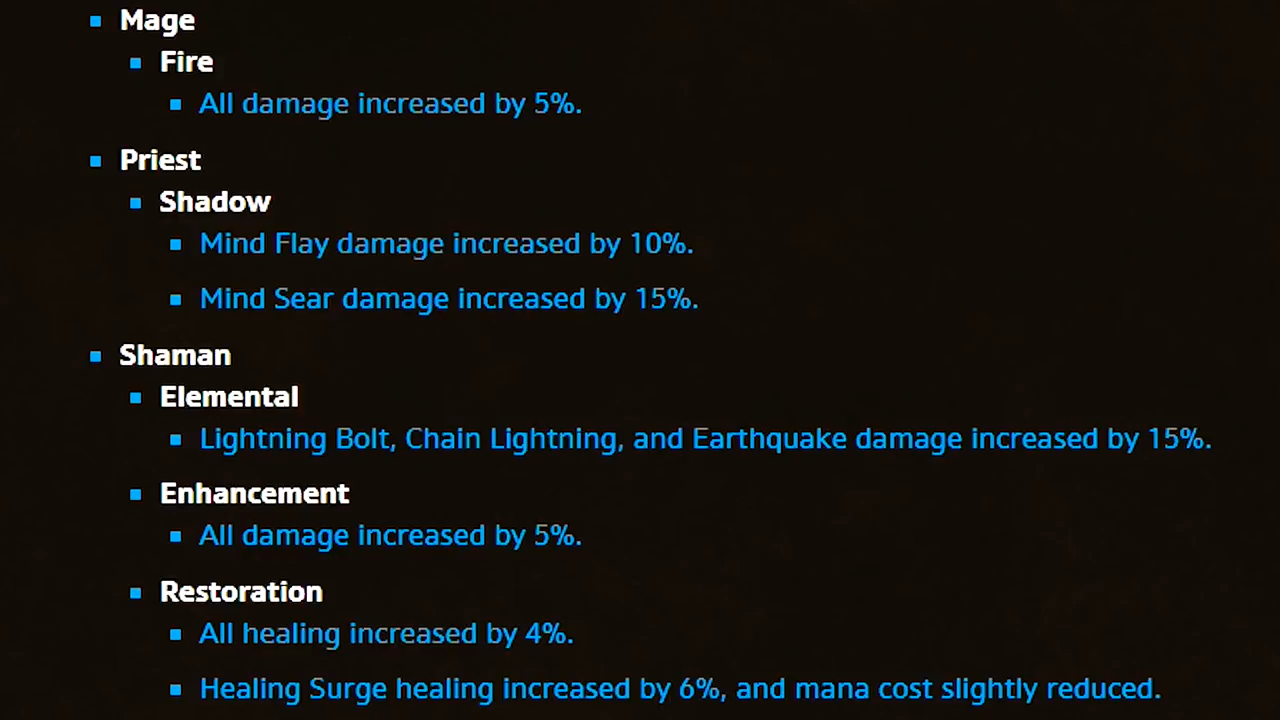 Mage
Fire
All damage increased by 5%.
Priest
Shadow
Mind Flay damage increased by 10%.
Mind Sear damage increased by 15%.
Shaman
Elemental
Lightning Bolt, Chain Lightning, and Earthquake damage increased by 15%.
Enhancement
All damage increased by 5%.
Restoration
All healing increased by 4%.
Healing Surge healing increased by 6%, and mana cost slightly reduced.